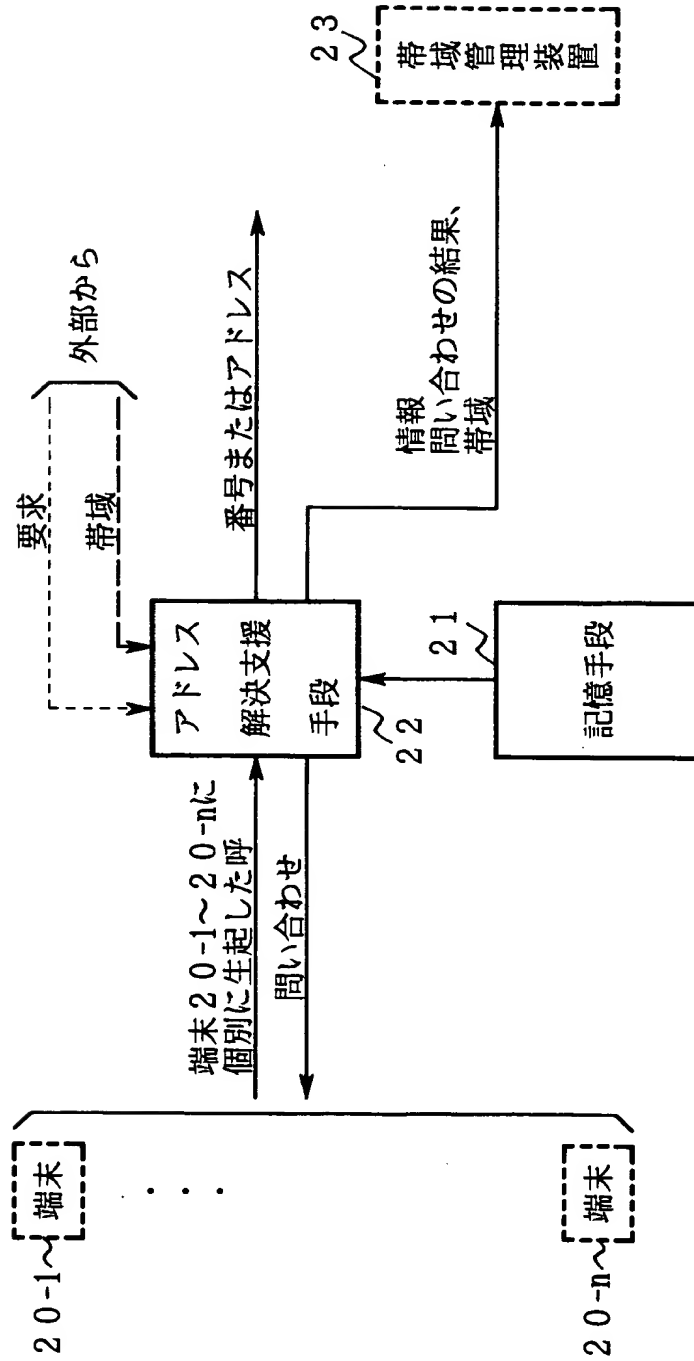 要求
帯域
外部から
20-1
端末
・・・
20-n
端末
端末20-1～20-nに
個別に生起した呼
問い合わせ
アドレス
解決支援
手段
22
番号またはアドレス
情報
問い合わせの結果、
帯域
23
帯域管理装置
21
記憶手段